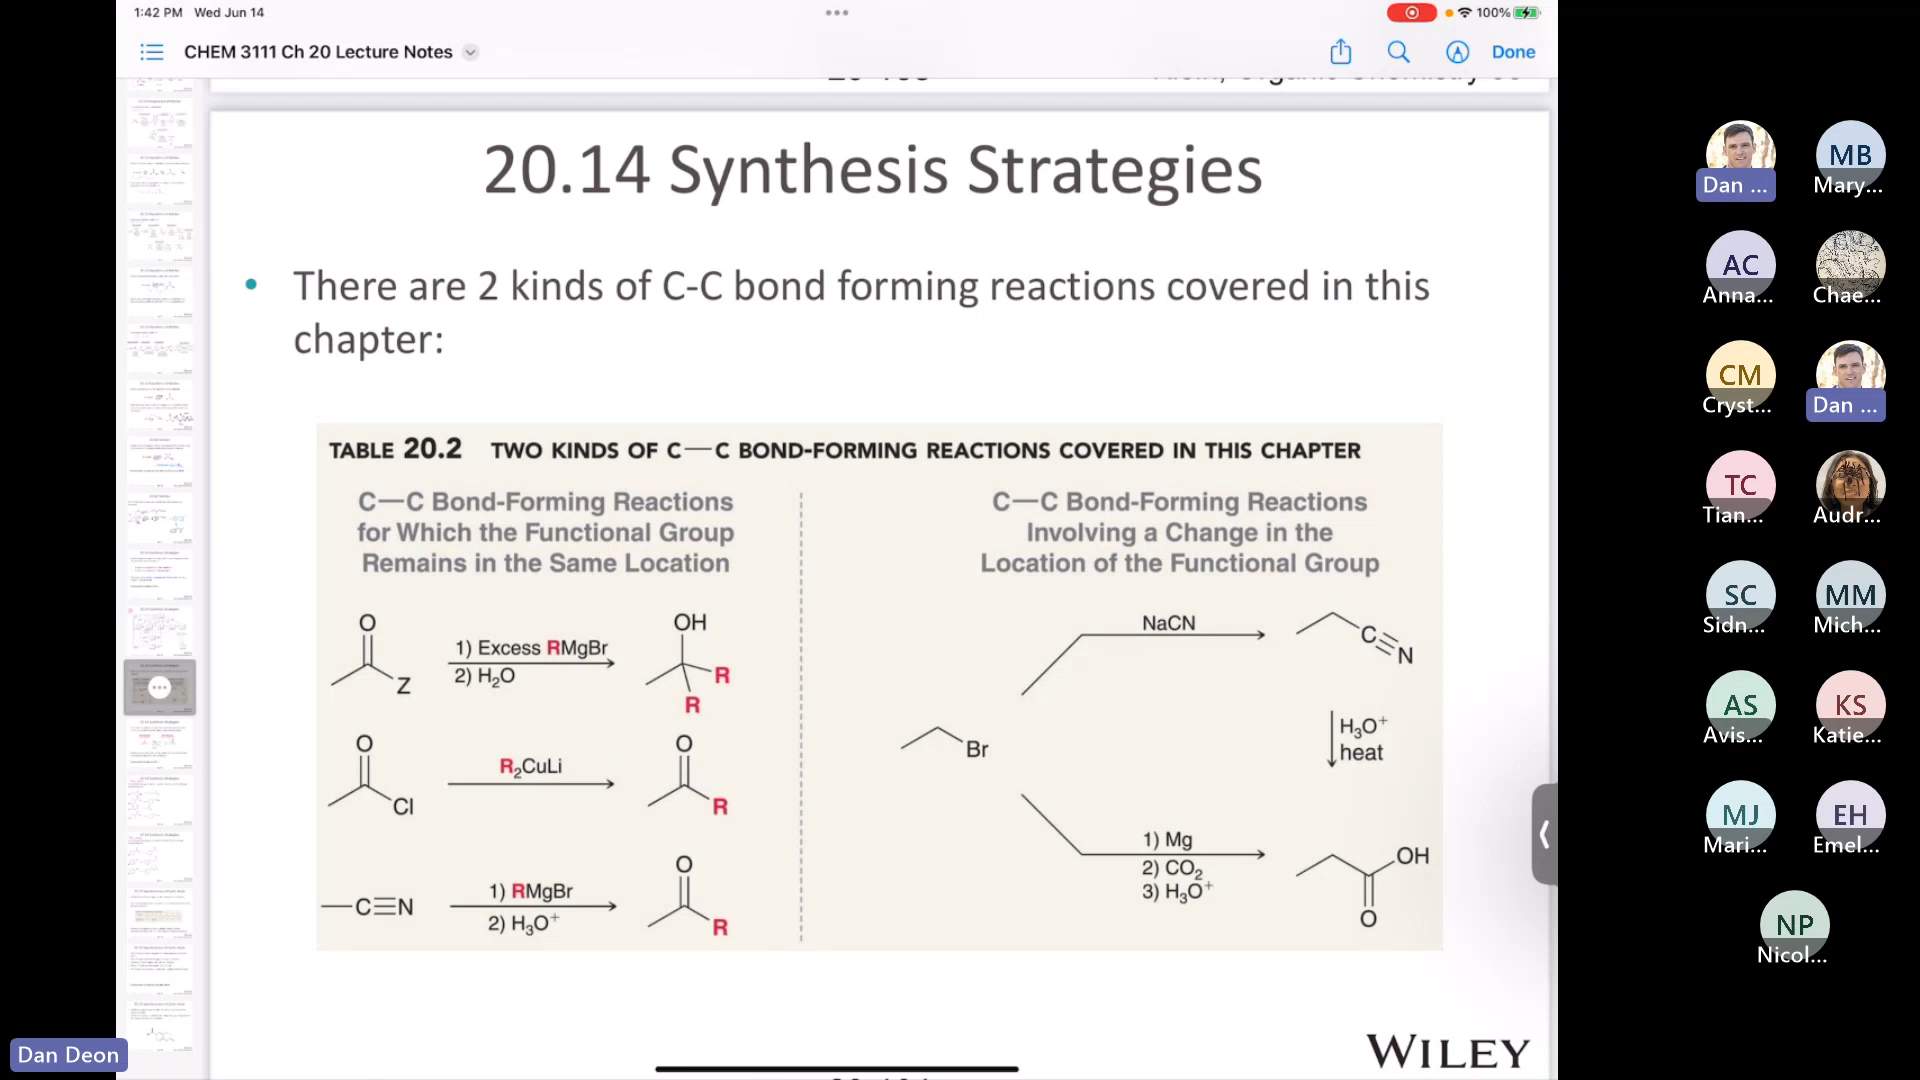 1:42 PM Wed Jun 14
100%
CHEM 3111 Ch 20 Lecture Notes
Done
20.14 Synthesis Strategies
• There are 2 kinds of C-C bond forming reactions covered in this
chapter:
TABLE 20.2 TWO KINDS OF C—C BOND-FORMING REACTIONS COVERED IN THIS CHAPTER
C—C Bond-Forming Reactions
for Which the Functional Group
Remains in the Same Location
O
Z
1) Excess RMgBr
2) H₂O
OH
R
R
O
Cl
R₂CuLi
O
R
—C≡N
1) RMgBr
2) H₃O⁺
O
R
C—C Bond-Forming Reactions
Involving a Change in the
Location of the Functional Group
Br
NaCN
C≡N
H₃O⁺
heat
1) Mg
2) CO₂
3) H₃O⁺
OH
O
WILEY
Dan ...
MB
Mary...
AC
Anna...
Chae...
CM
Cryst...
Dan ...
TC
Tian...
Audr...
SC
Sidn...
MM
Mich...
AS
Avis...
KS
Katie...
MJ
Mari...
EH
Emel...
NP
Nicol...
Dan Deon